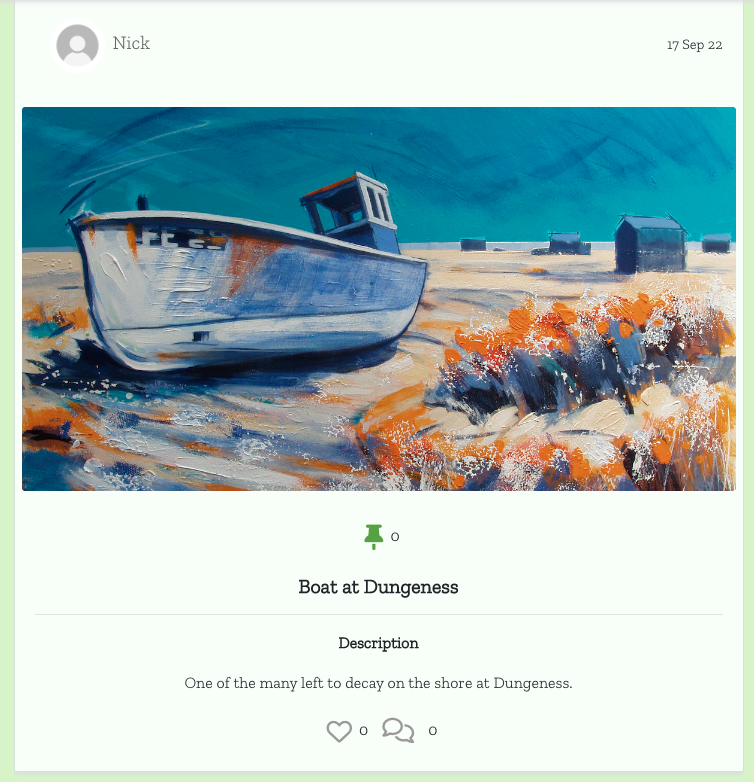 Nick
17 Sep 22
0
Boat at Dungeness
Description
One of the many left to decay on the shore at Dungeness.
0 0